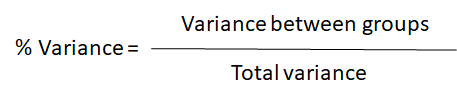 Variance between groups
% Variance =
Total variance